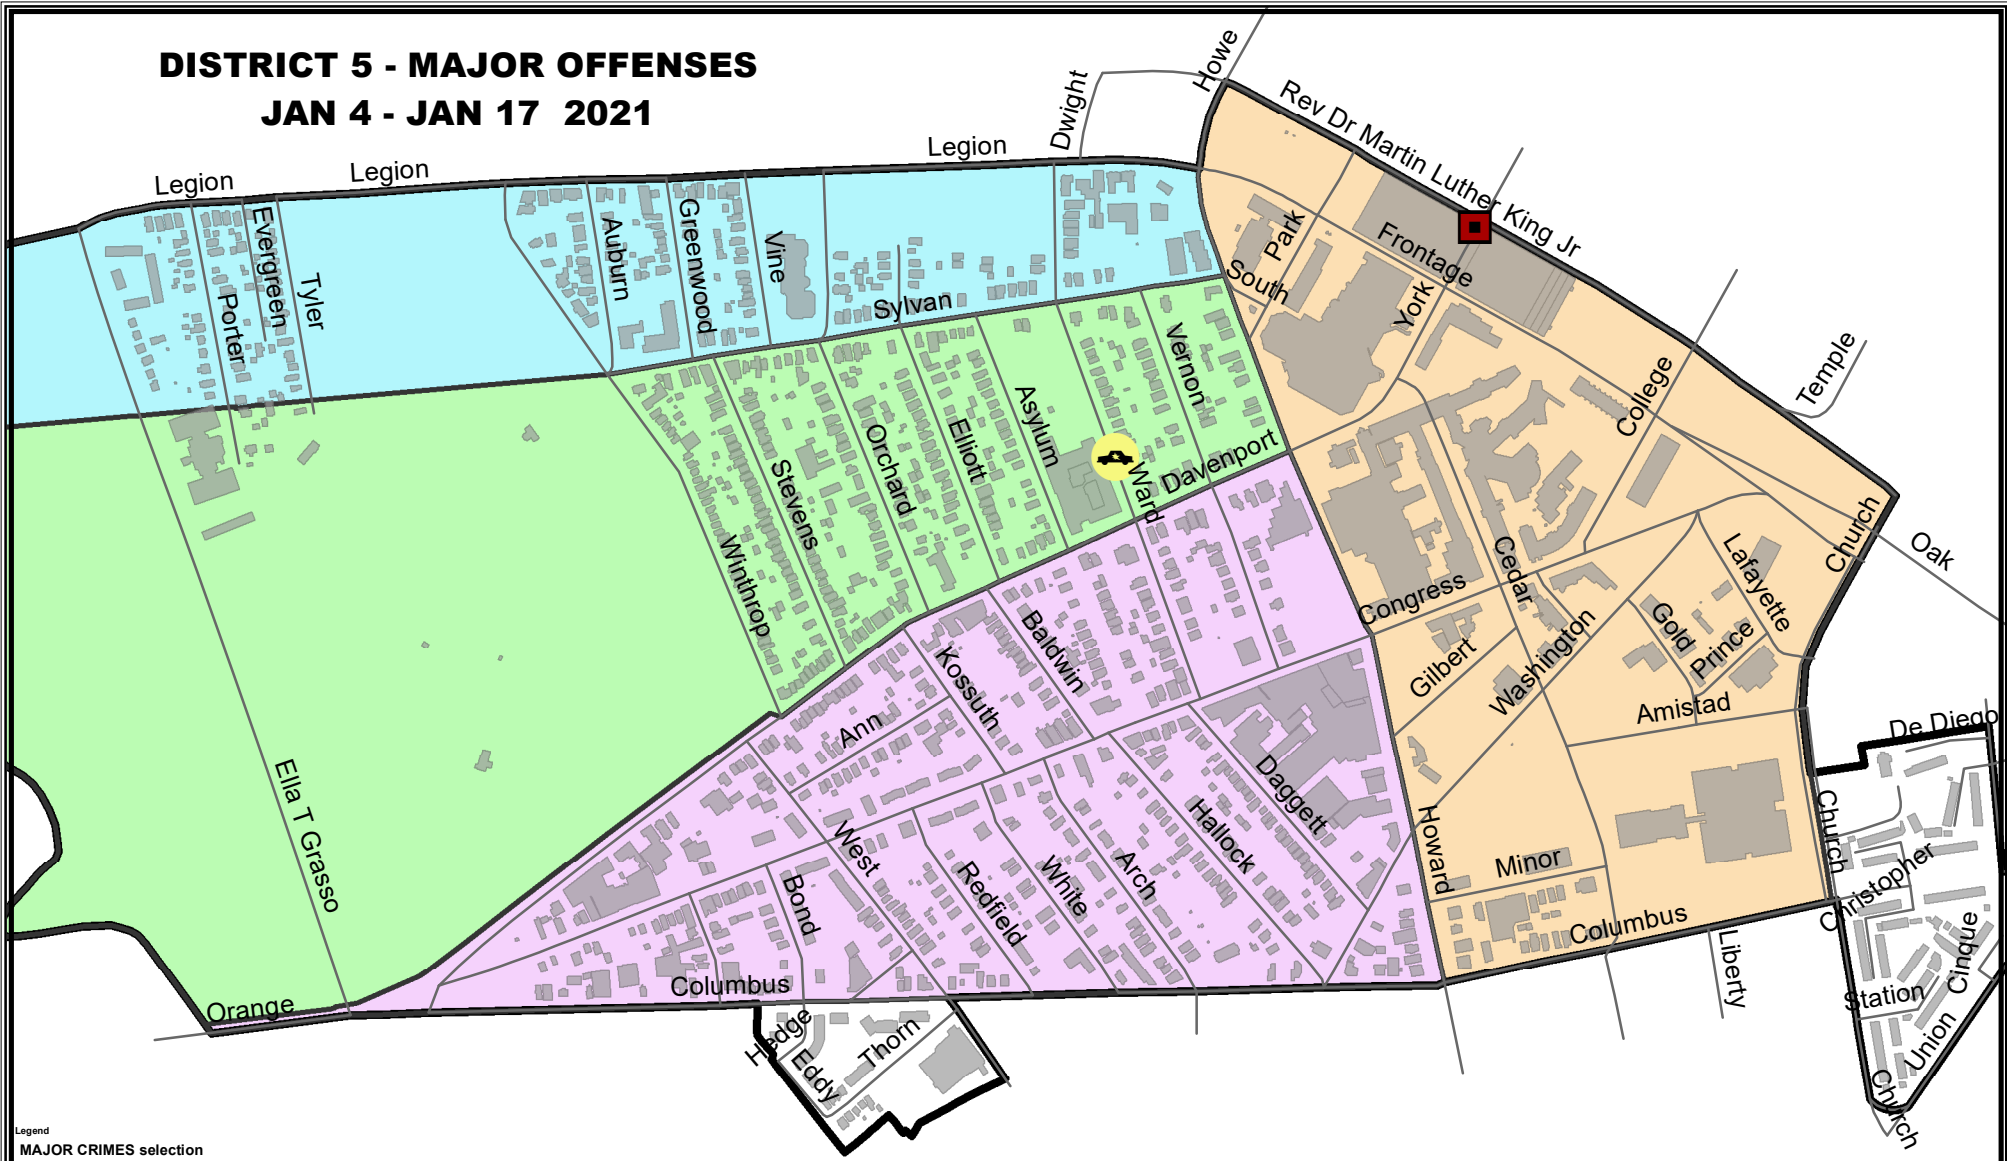 DISTRICT 5 - MAJOR OFFENSES
JAN 4 - JAN 17 2021
Howe
Dwight
Rev Dr Martin Luther King Jr
Legion
Legion
Legion
Evergreen
Porter
Tyler
Auburn
Greenwood
Vine
Sylvan
Park
South
Frontage
York
College
Temple
Vernon
Asylum
Elliott
Orchard
Stevens
Winthrop
Ward
Davenport
Church
Oak
Cedar
Congress
Gilbert
Washington
Lafayette
Gold
Prince
Amistad
De Diego
Baldwin
Kossuth
Ann
Ella T Grasso
Daggett
Hallock
Arch
White
Redfield
West
Bond
Howard
Minor
Columbus
Church
Christopher
Cinque
Station
Union
Church
Liberty
Columbus
Orange
Hedge
Eddy
Thorn
Legend
MAJOR CRIMES selection